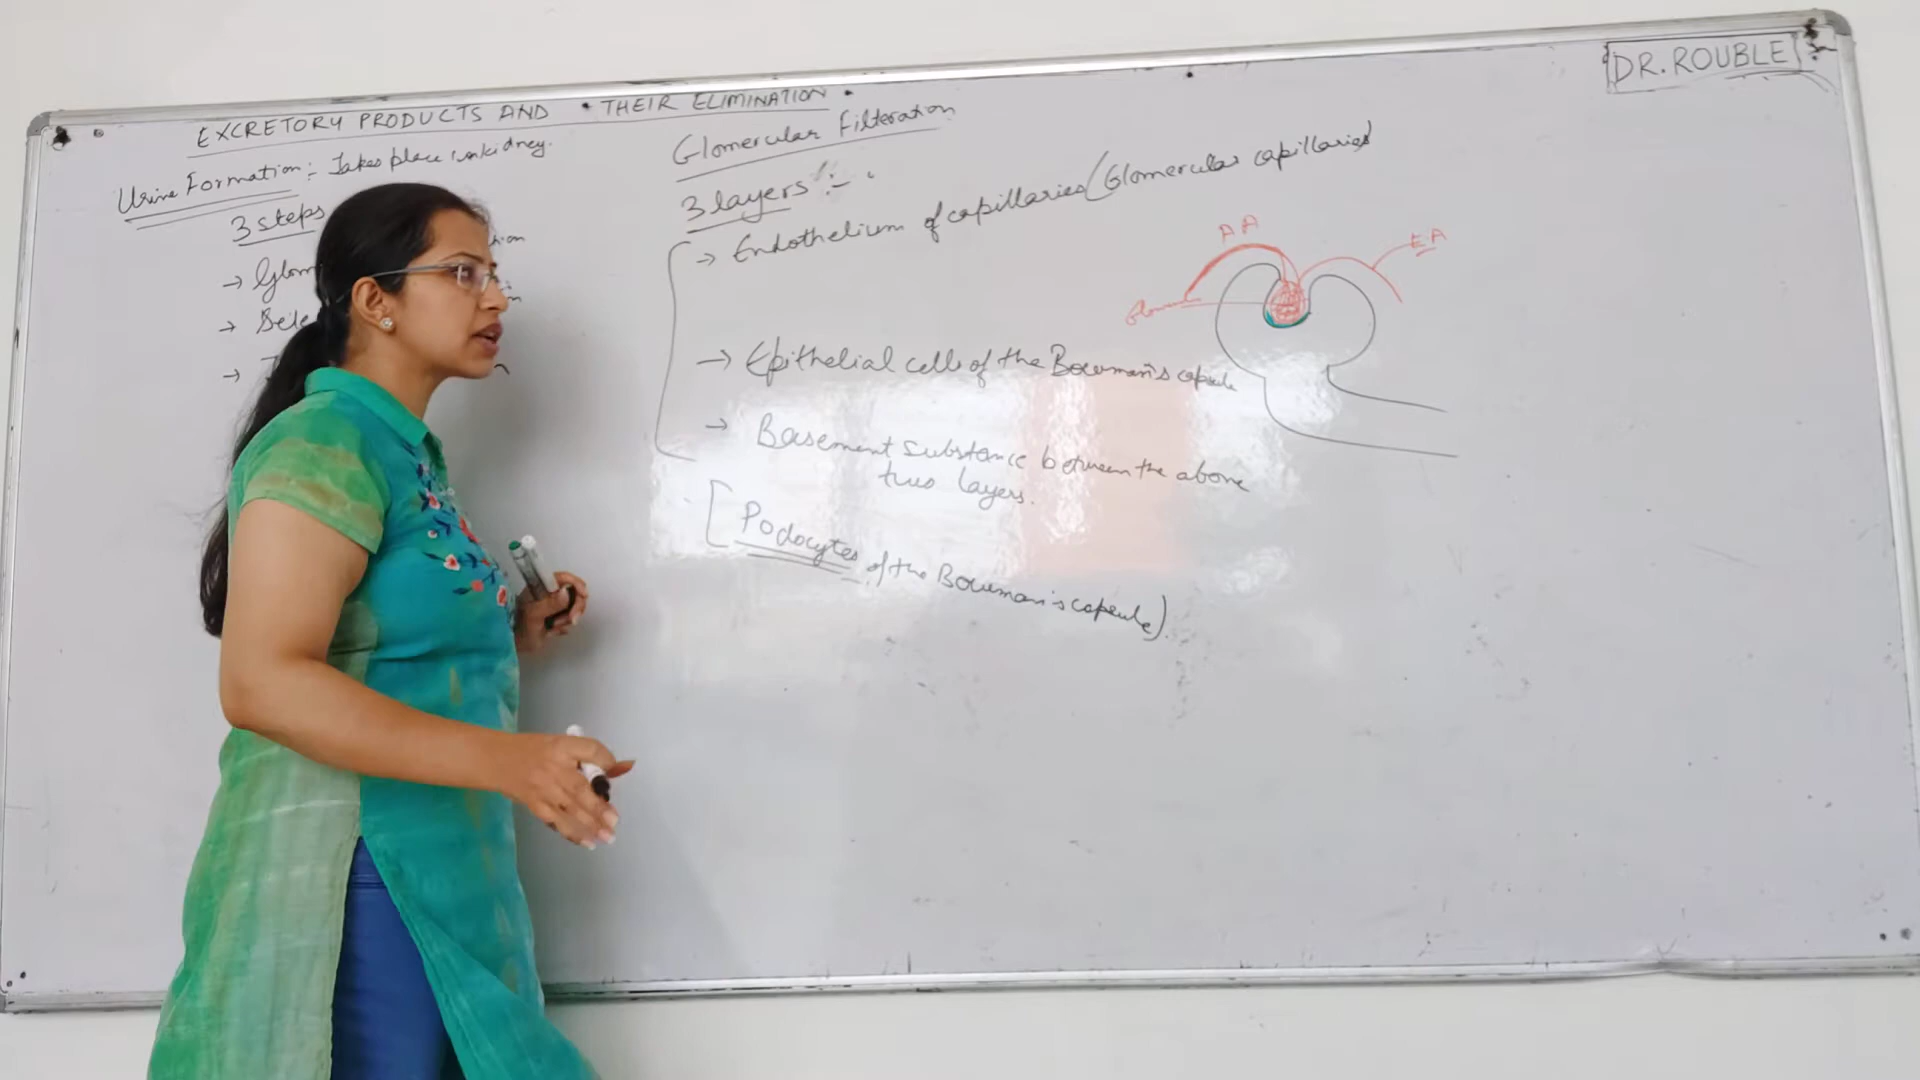 EXCRETORY PRODUCTS AND • THEIR ELIMINATION •
DR. ROUBLE
Urine Formation:- Takes place in kidney.
3 steps
→ Glom
→ Sele
→
Glomerular Filteration
3 layers :-
→ Endothelium of capillaries (Glomerular capillaries)
→ Epithelial cells of the Bowman's capsule
→ Basement substance between the above
two layers.
[Podocytes of the Bowman's capsule).
AA
EA